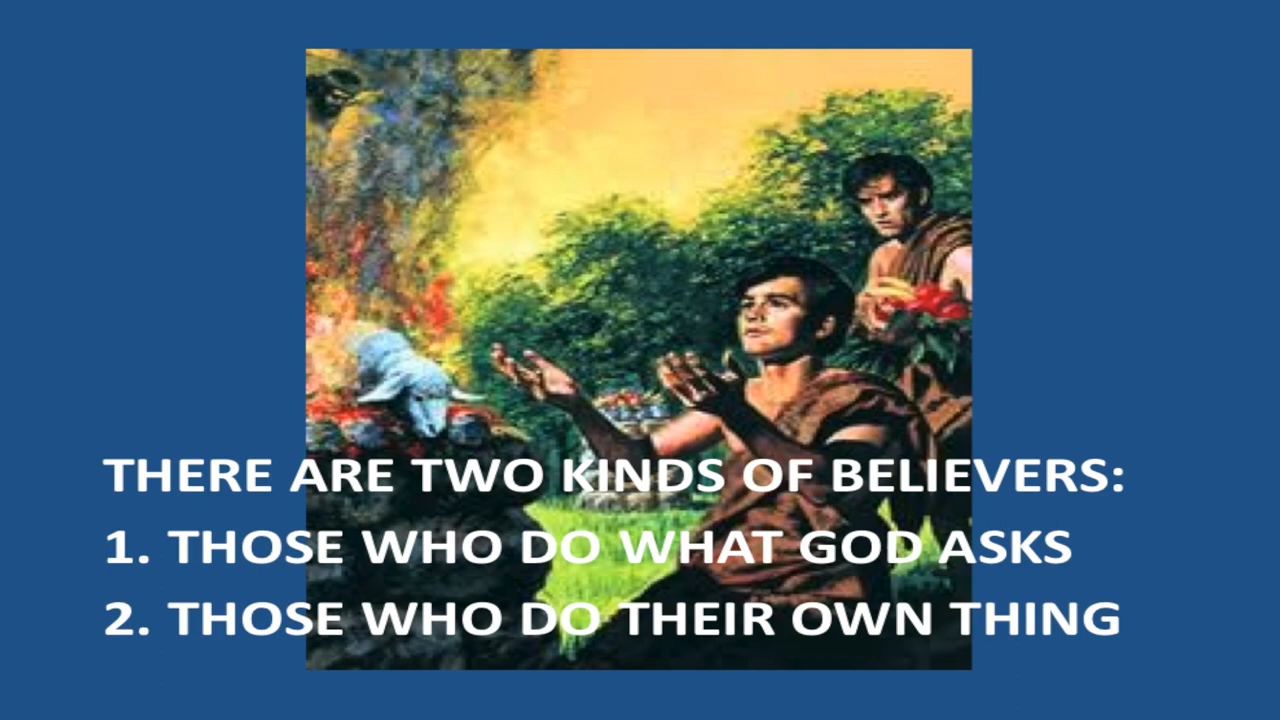 THERE ARE TWO KINDS OF BELIEVERS:
1. THOSE WHO DO WHAT GOD ASKS
2. THOSE WHO DO THEIR OWN THING